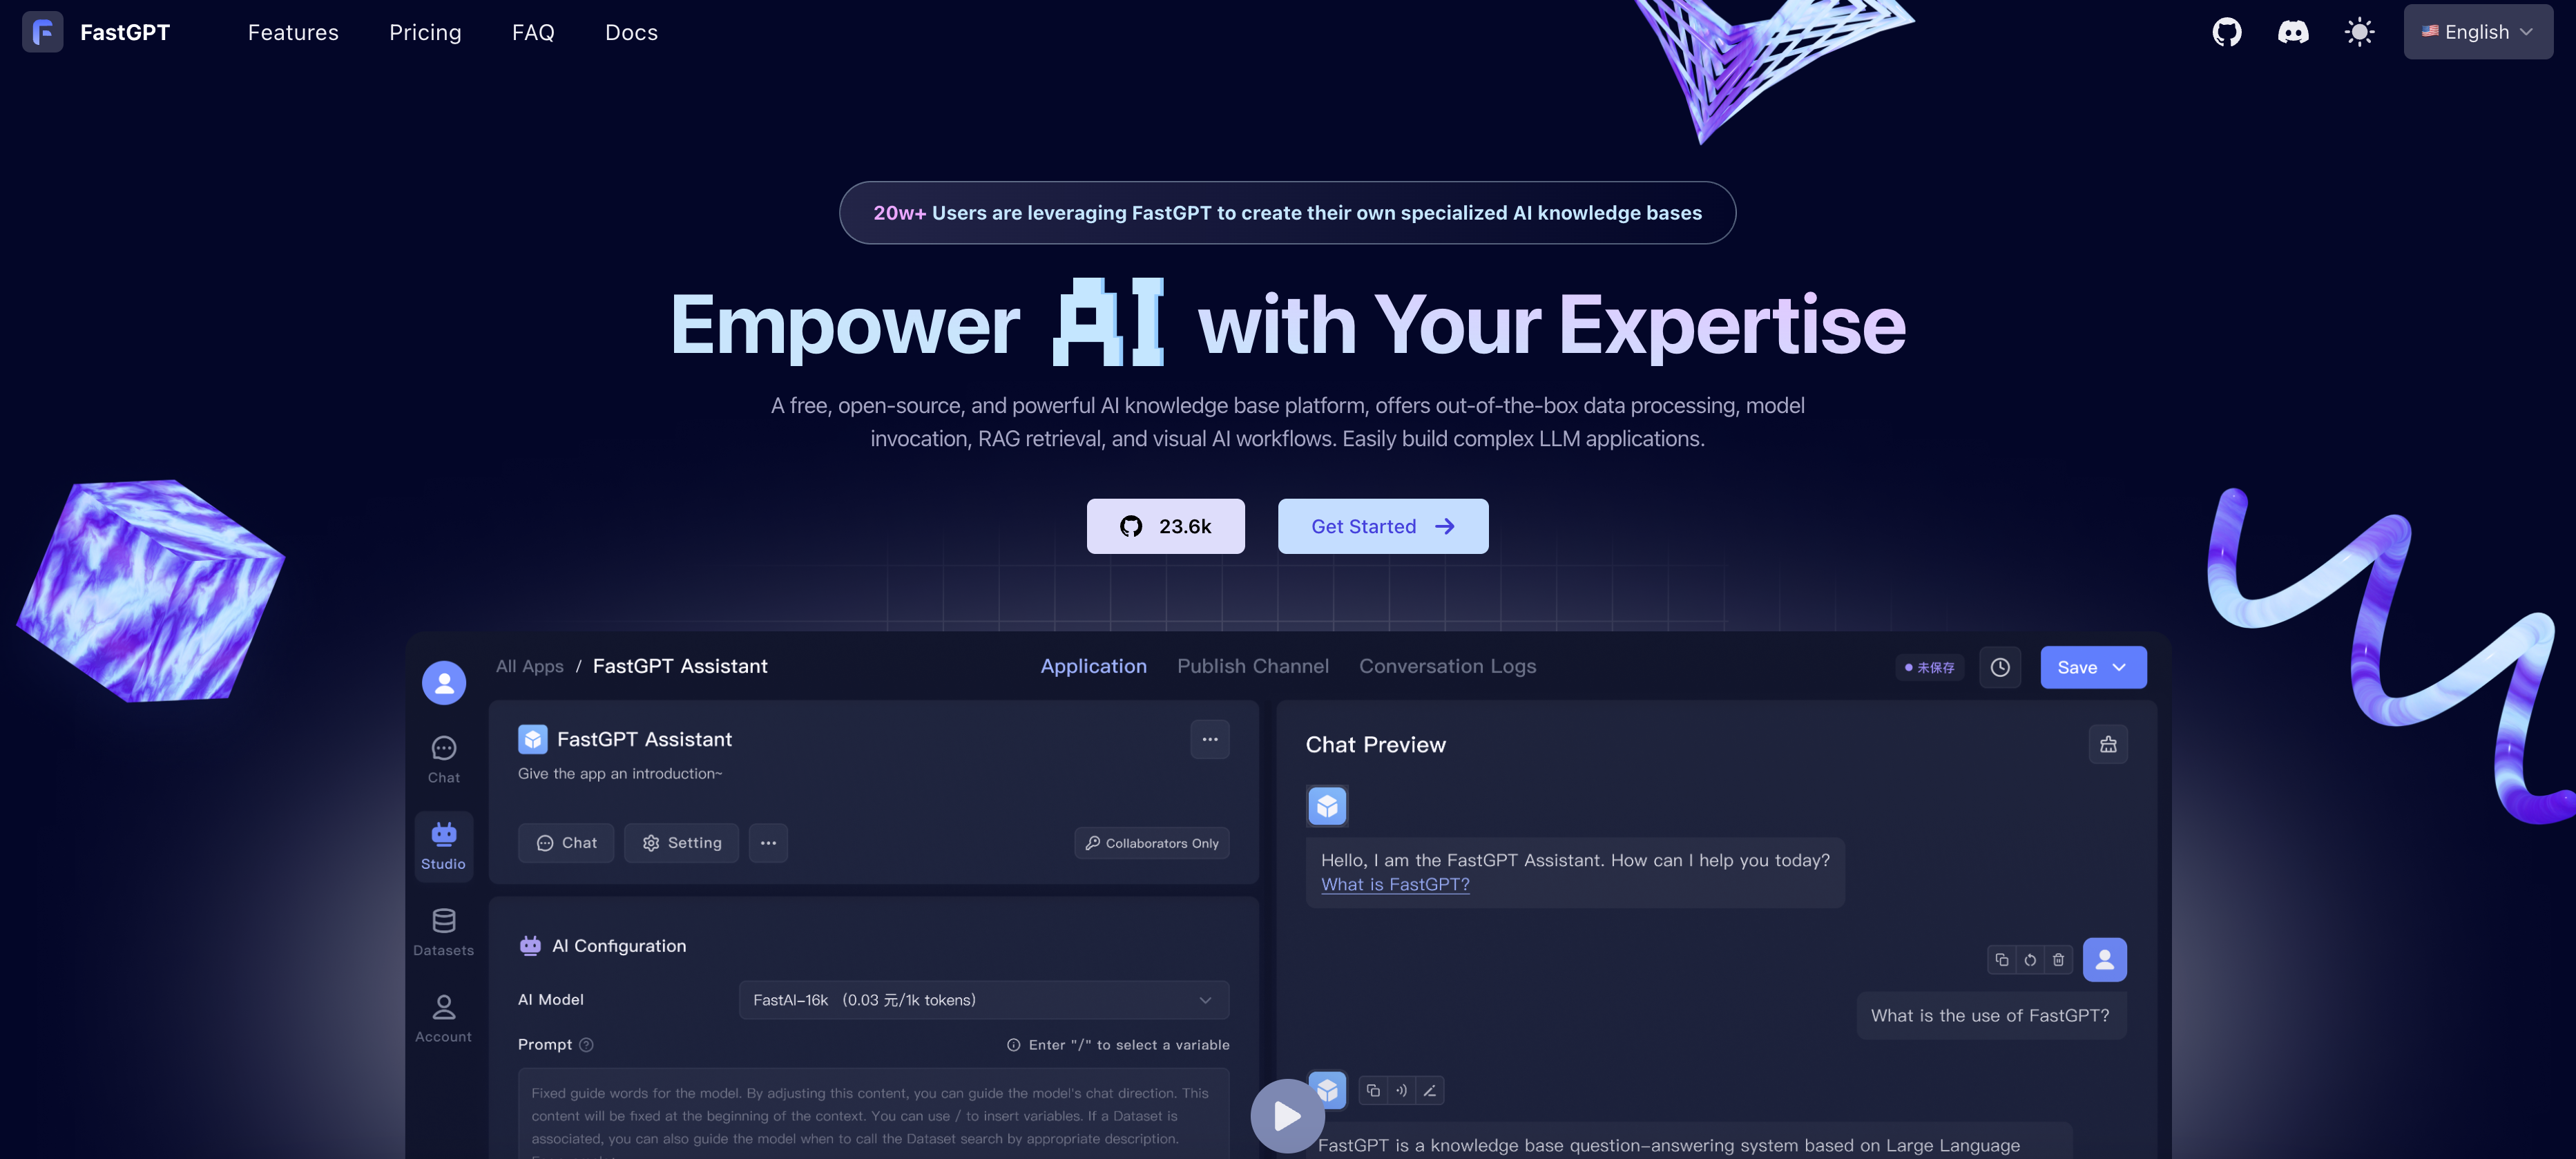 FastGPT
Features
Pricing
FAQ
Docs
English
20w+ Users are leveraging FastGPT to create their own specialized AI knowledge bases
Empower AI with Your Expertise
A free, open-source, and powerful AI knowledge base platform, offers out-of-the-box data processing, model
invocation, RAG retrieval, and visual AI workflows. Easily build complex LLM applications.
23.6k
Get Started
All Apps / FastGPT Assistant
Application
Publish Channel
Conversation Logs
未保存
Save
Chat
Studio
Datasets
Account
FastGPT Assistant
Give the app an introduction~
Chat
Setting
Collaborators Only
AI Configuration
AI Model
FastAI-16k (0.03 元/1k tokens)
Prompt
Enter "/" to select a variable
Fixed guide words for the model. By adjusting this content, you can guide the model's chat direction. This
content will be fixed at the beginning of the context. You can use / to insert variables. If a Dataset is
associated, you can also guide the model when to call the Dataset search by appropriate description.
Chat Preview
Hello, I am the FastGPT Assistant. How can I help you today?
What is FastGPT?
What is the use of FastGPT?
FastGPT is a knowledge base question-answering system based on Large Language